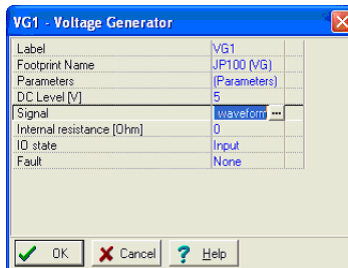 VG1 - Voltage Generator
Label VG1
Footprint Name JP100 (VG)
Parameters (Parameters)
DC Level [V] 5
Signal waveform ...
Internal resistance [Ohm] 0
IO state Input
Fault None
OK Cancel ? Help